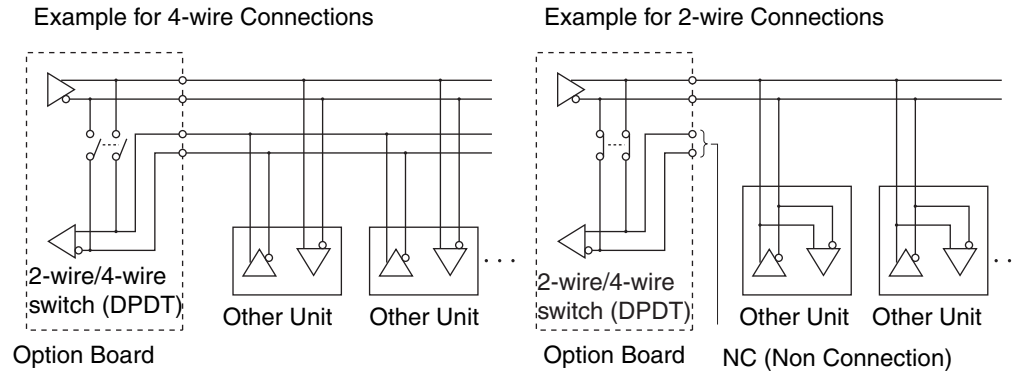 Example for 4-wire Connections
Example for 2-wire Connections
2-wire/4-wire
switch (DPDT)
Other Unit
Other Unit
. . .
Option Board
2-wire/4-wire
switch (DPDT)
Other Unit
Other Unit
. . .
Option Board
NC (Non Connection)